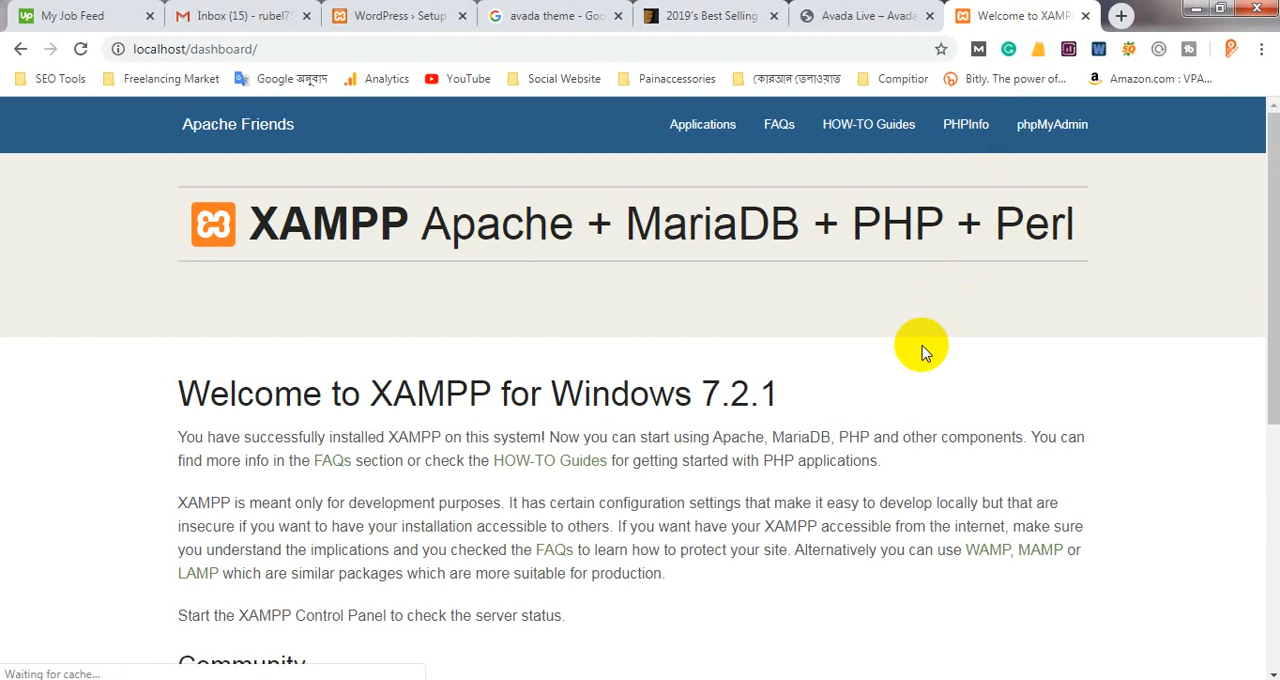 My Job Feed
Inbox (15) - rubel75
WordPress › Setup
avada theme - Goo
2019's Best Selling
Avada Live – Avada
Welcome to XAMP
localhost/dashboard/
SEO Tools
Freelancing Market
Google অনুবাদ
Analytics
YouTube
Social Website
Painaccessories
কোরআন তেলাওয়াত
Compitior
Bitly. The power of...
Amazon.com : VPA...
Apache Friends
Applications
FAQs
HOW-TO Guides
PHPInfo
phpMyAdmin
XAMPP Apache + MariaDB + PHP + Perl
Welcome to XAMPP for Windows 7.2.1
You have successfully installed XAMPP on this system! Now you can start using Apache, MariaDB, PHP and other components. You can
find more info in the FAQs section or check the HOW-TO Guides for getting started with PHP applications.
XAMPP is meant only for development purposes. It has certain configuration settings that make it easy to develop locally but that are
insecure if you want to have your installation accessible to others. If you want have your XAMPP accessible from the internet, make sure
you understand the implications and you checked the FAQs to learn how to protect your site. Alternatively you can use WAMP, MAMP or
LAMP which are similar packages which are more suitable for production.
Start the XAMPP Control Panel to check the server status.
Community
Waiting for cache...